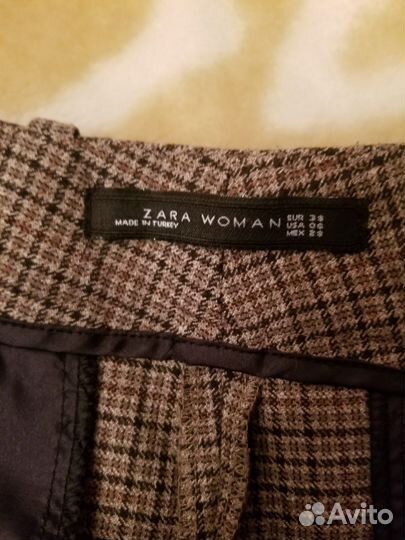 ZARA WOMAN
MADE IN TURKEY
EUR 38
USA 06
MEX 28
Avito